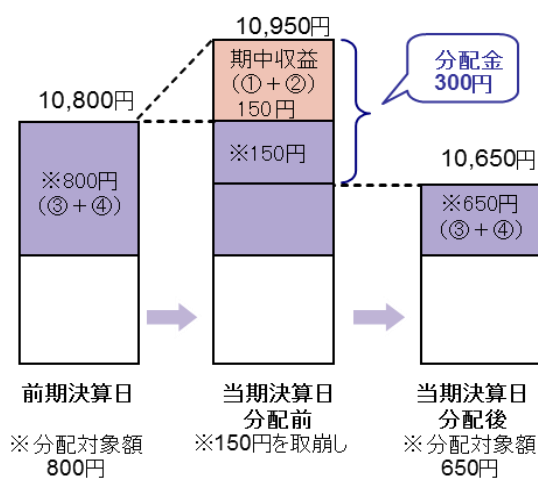 10,950円
分配金
300円
期中収益
(①+②)
150円
10,800円
※150円
10,650円
※800円
(③+④)
※650円
(③+④)
前期決算日
当期決算日
分配前
当期決算日
分配後
※分配対象額
800円
※150円を取崩し
※分配対象額
650円